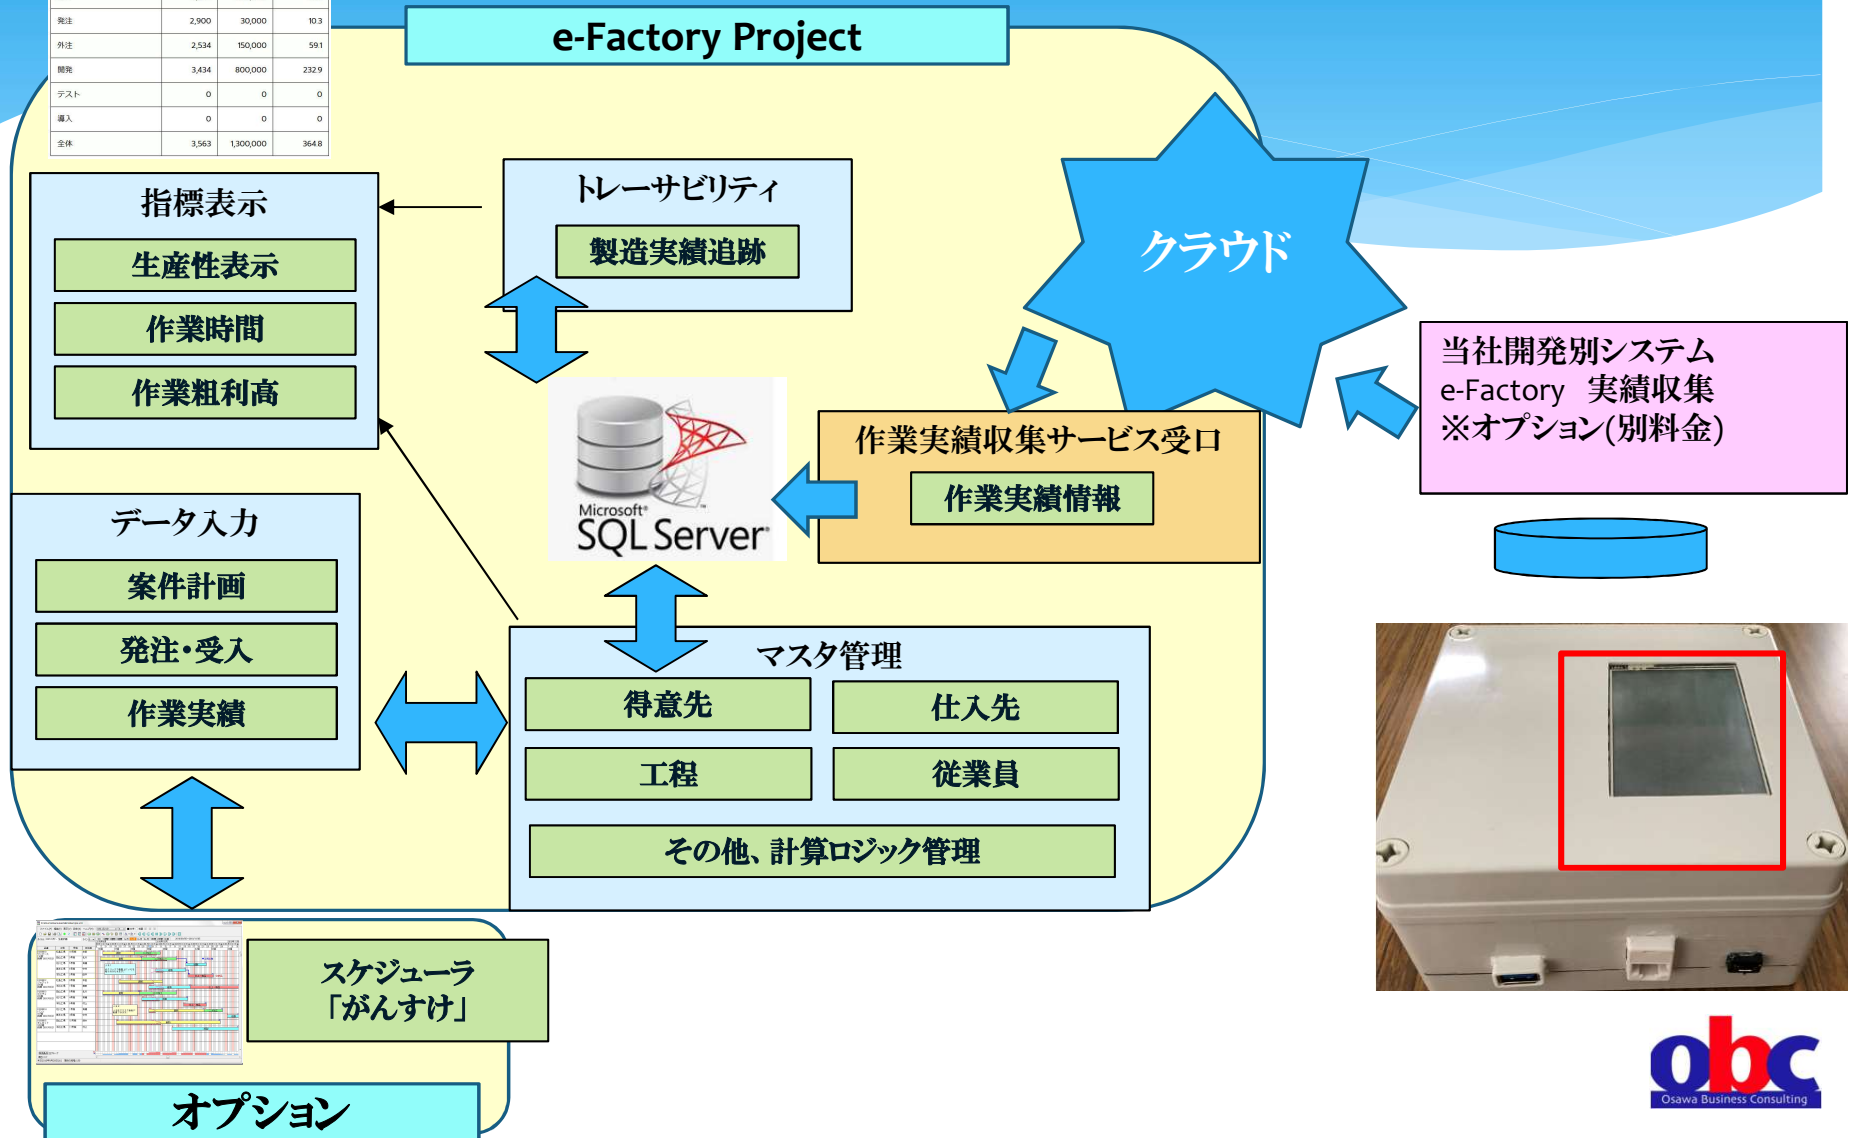 e-Factory Project
発注 2,900 30,000 10.3
外注 2,534 150,000 59.1
開発 3,434 800,000 232.9
テスト 0 0 0
導入 0 0 0
全体 3,563 1,300,000 364.8
指標表示
生産性表示
作業時間
作業粗利高
トレーサビリティ
製造実績追跡
クラウド
当社開発別システム
e-Factory 実績収集
※オプション(別料金)
Microsoft®
SQL Server®
作業実績収集サービス受口
作業実績情報
データ入力
案件計画
発注・受入
作業実績
マスタ管理
得意先
仕入先
工程
従業員
その他、計算ロジック管理
スケジューラ
「がんすけ」
オプション
obc
Osawa Business Consulting